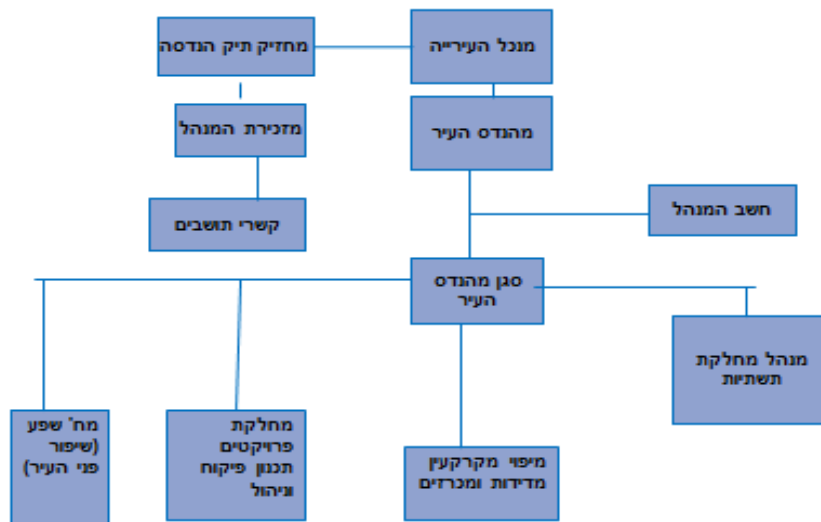 מנכל העירייה
מחזיק תיק הנדסה
מזכירת המנהל
מהנדס העיר
קשרי תושבים
חשב המנהל
סגן מהנדס
העיר
מנהל מחלקת
תשתיות
מיפוי מקרקעין
מדידות ומכרזים
מחלקת
פרויקטים
תכנון פיקוח
וניהול
מח' שפע
(שיפור
פני העיר)